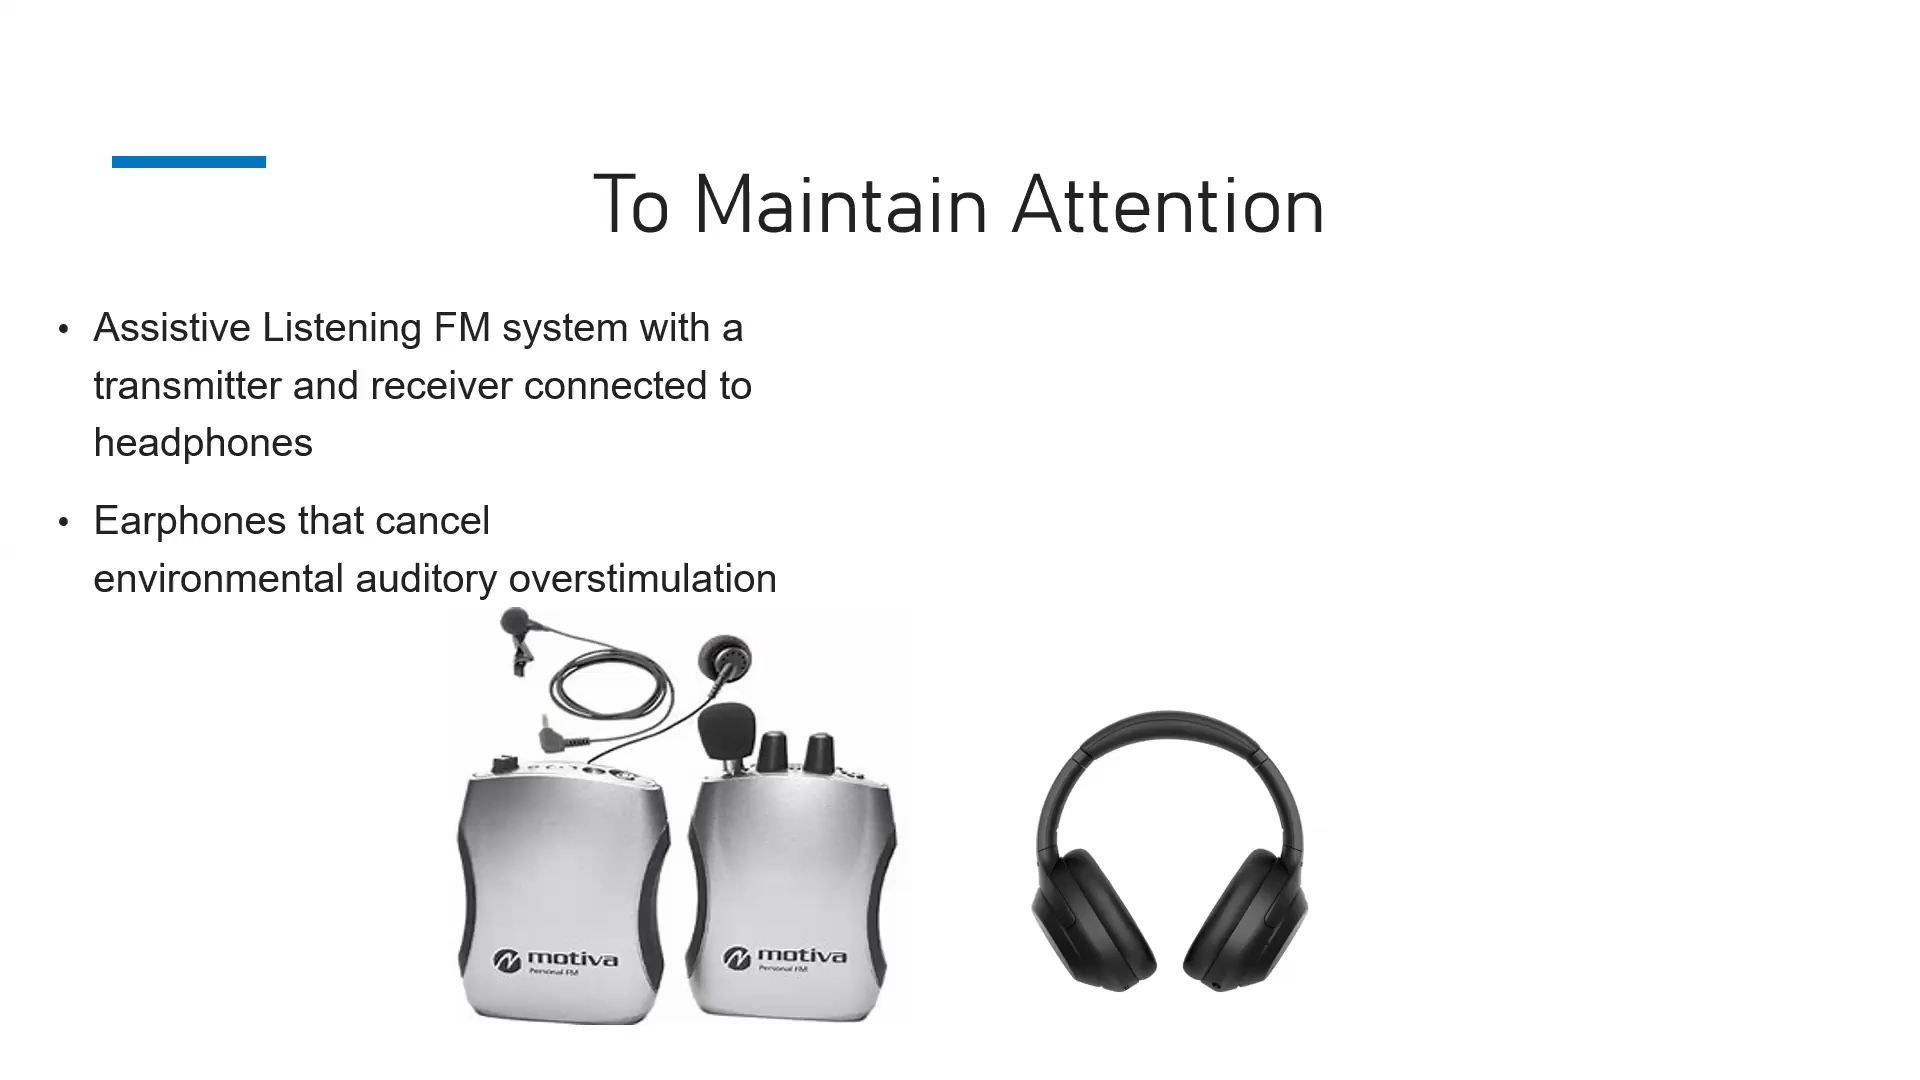 To Maintain Attention
• Assistive Listening FM system with a
transmitter and receiver connected to
headphones
• Earphones that cancel
environmental auditory overstimulation
motiva
Personal FM
motiva
Personal FM